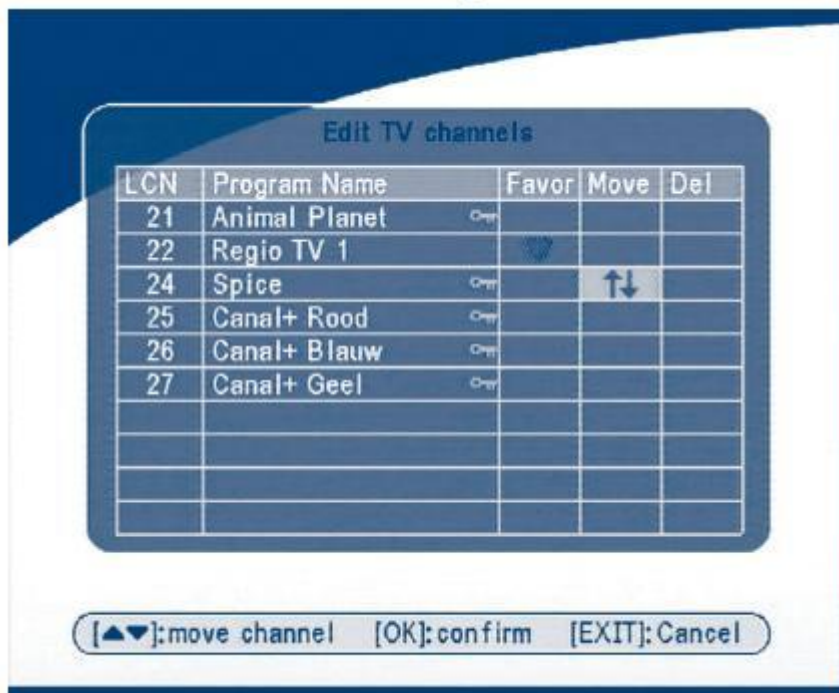 Edit TV channels
LCN Program Name Favor Move Del
21 Animal Planet
22 Regio TV 1
24 Spice
25 Canal+ Rood
26 Canal+ Blauw
27 Canal+ Geel
[▲▼]:move channel [OK]:confirm [EXIT]:Cancel